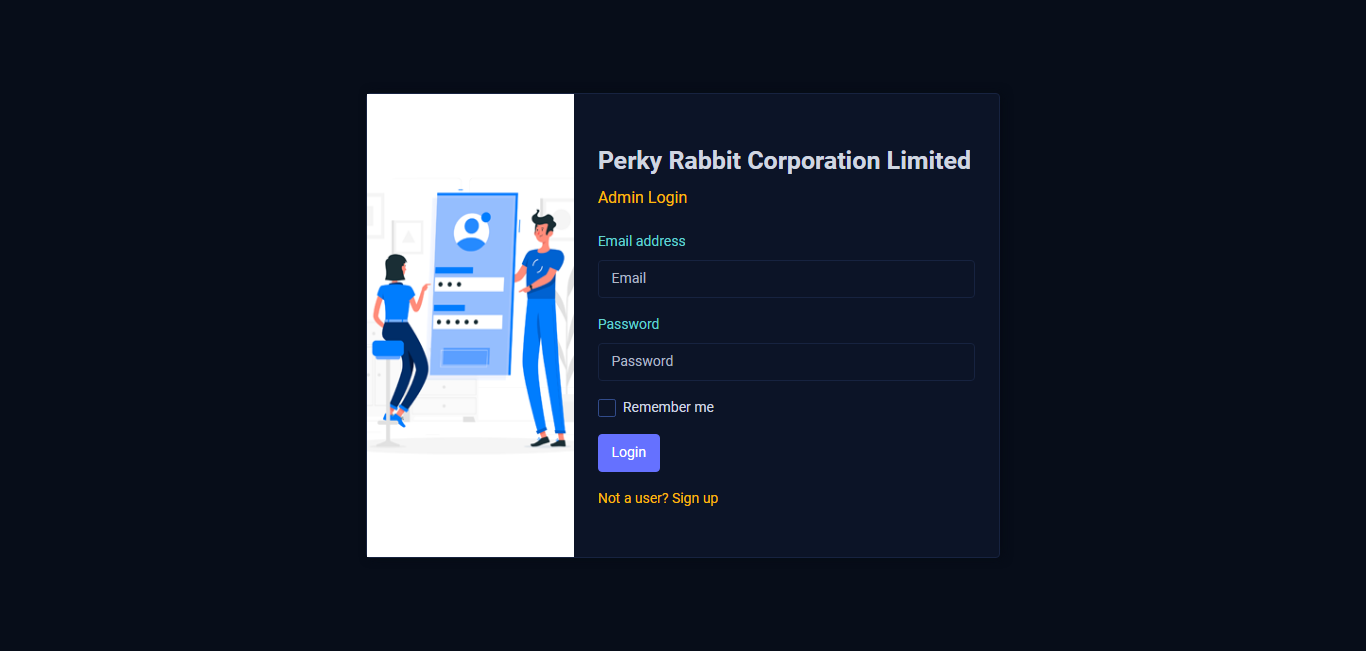 Perky Rabbit Corporation Limited
Admin Login
Email address
Email
Password
Password
Remember me
Login
Not a user? Sign up